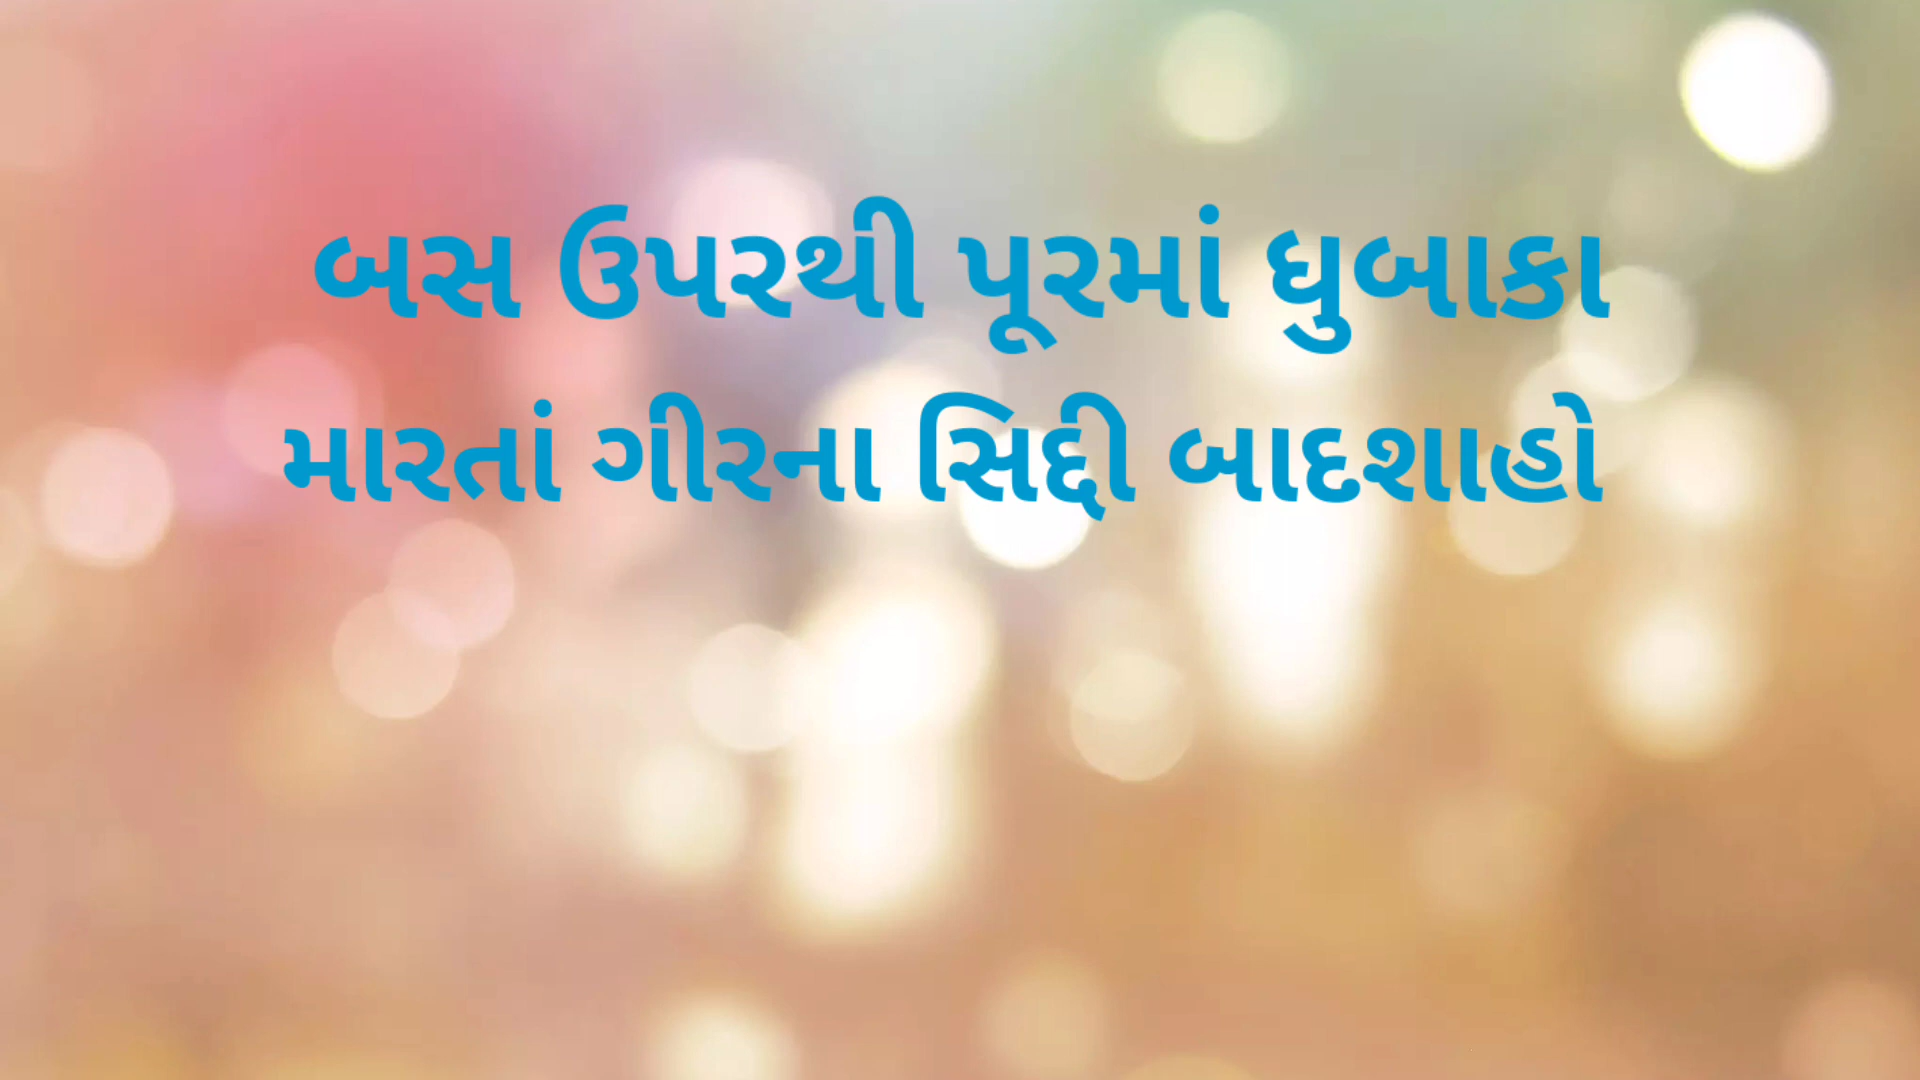 બસ ઉપરથી પૂરમાં ધુબાકા
મારતાં ગીરના સિદ્દી બાદશાહો